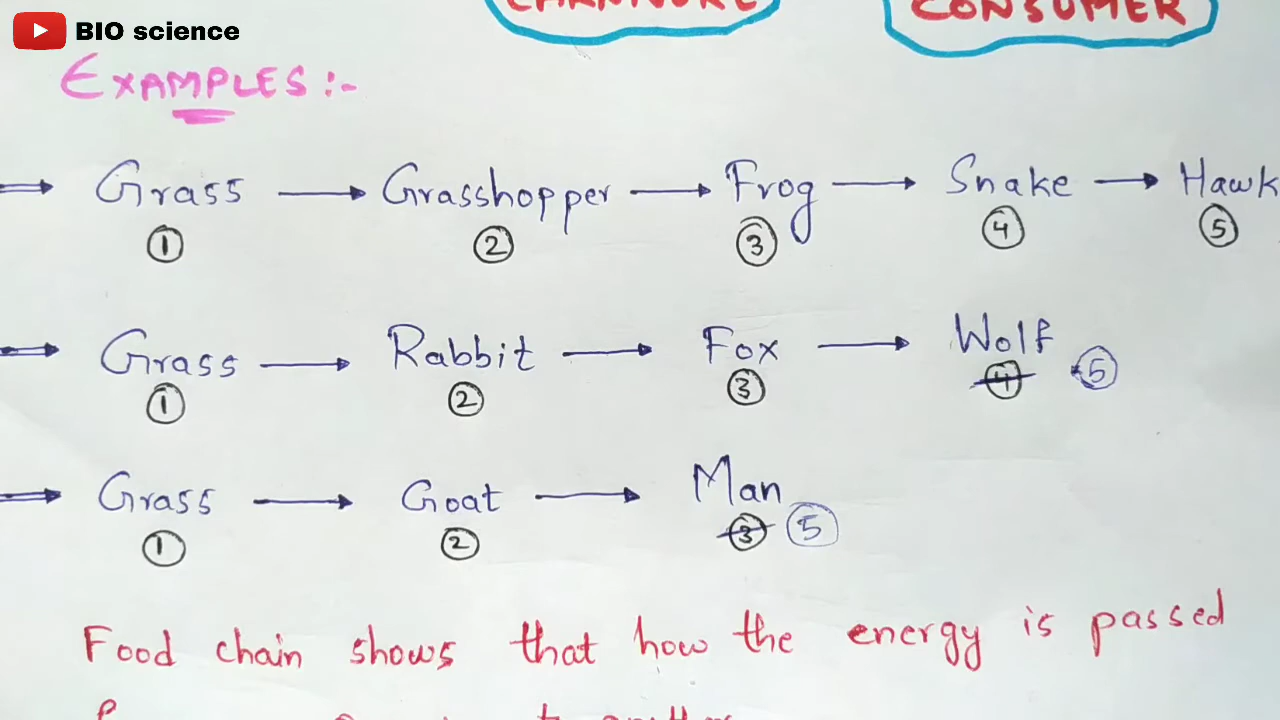 BIO science
CARNIVORE CONSUMER
EXAMPLES :-
Grass → Grasshopper → Frog → Snake → Hawk
① ② ③ ④ ⑤
Grass → Rabbit → Fox → Wolf
① ② ③ ④ ⑤
Grass → Goat → Man
① ② ③ ⑤
Food chain shows that how the energy is passed